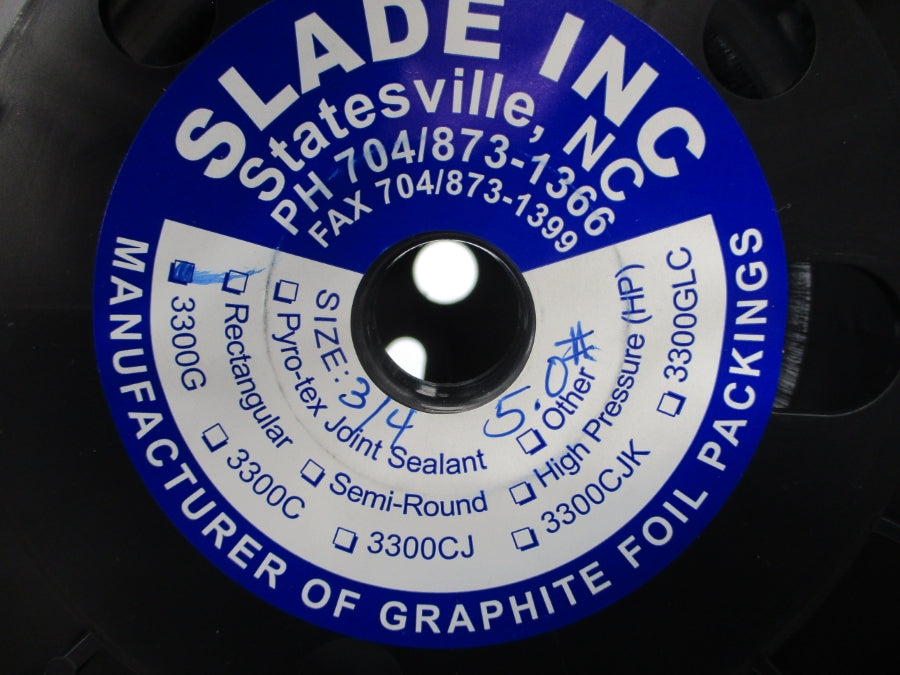 SLADE INC
Statesville, NC
PH 704/873-1366
FAX 704/873-1399
3300G
3300C
3300CJ
3300CJK
3300GLC
Rectangular
Semi-Round
High Pressure (HP)
Pyro-tex Joint Sealant
Other
SIZE: 3/4
5.0#
MANUFACTURER OF GRAPHITE FOIL PACKINGS